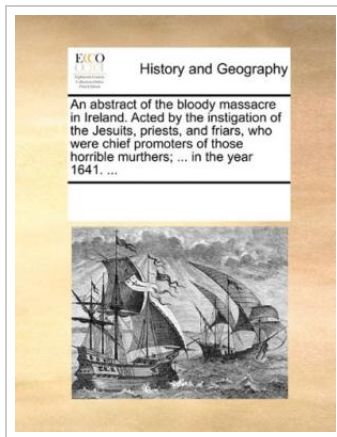 ECCO
History and Geography
An abstract of the bloody massacre
in Ireland. Acted by the instigation of
the Jesuits, priests, and friars, who
were chief promoters of those
horrible murthers; ... in the year
1641. ...